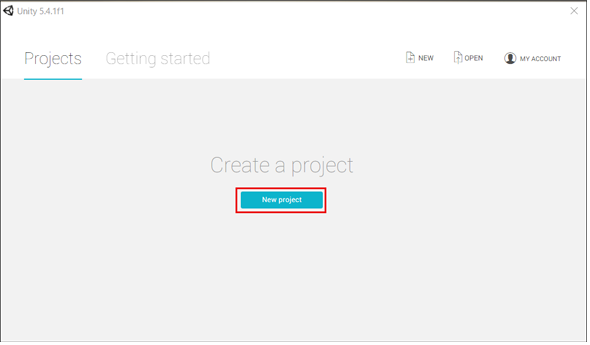 Unity 5.4.1f1
Projects Getting started NEW OPEN MY ACCOUNT
Create a project
New project